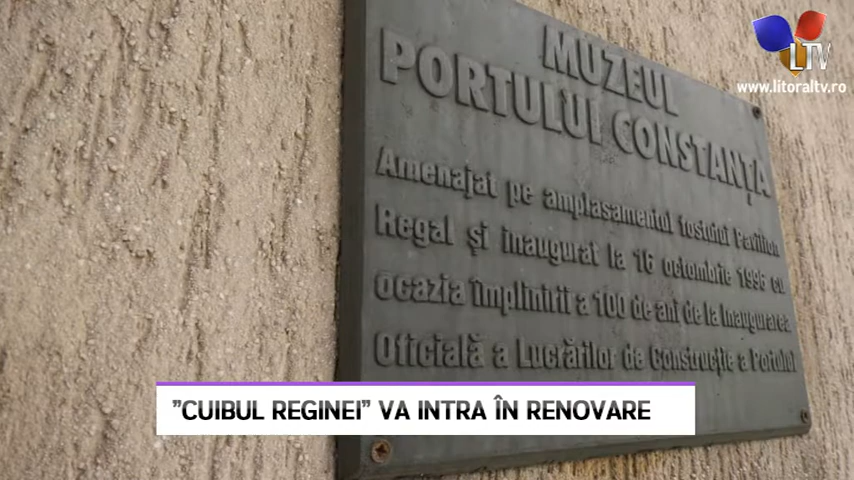 LTV
www.litoraltv.ro
MUZEUL
PORTULUI CONSTANȚA
Amenajat pe amplasamentul fostului Pavilion
Regal și inaugurat la 16 octombrie 1996 cu
ocazia împlinirii a 100 de ani de la Inaugurarea
Oficială a Lucrărilor de Construcție a Portului
”CUIBUL REGINEI” VA INTRA ÎN RENOVARE